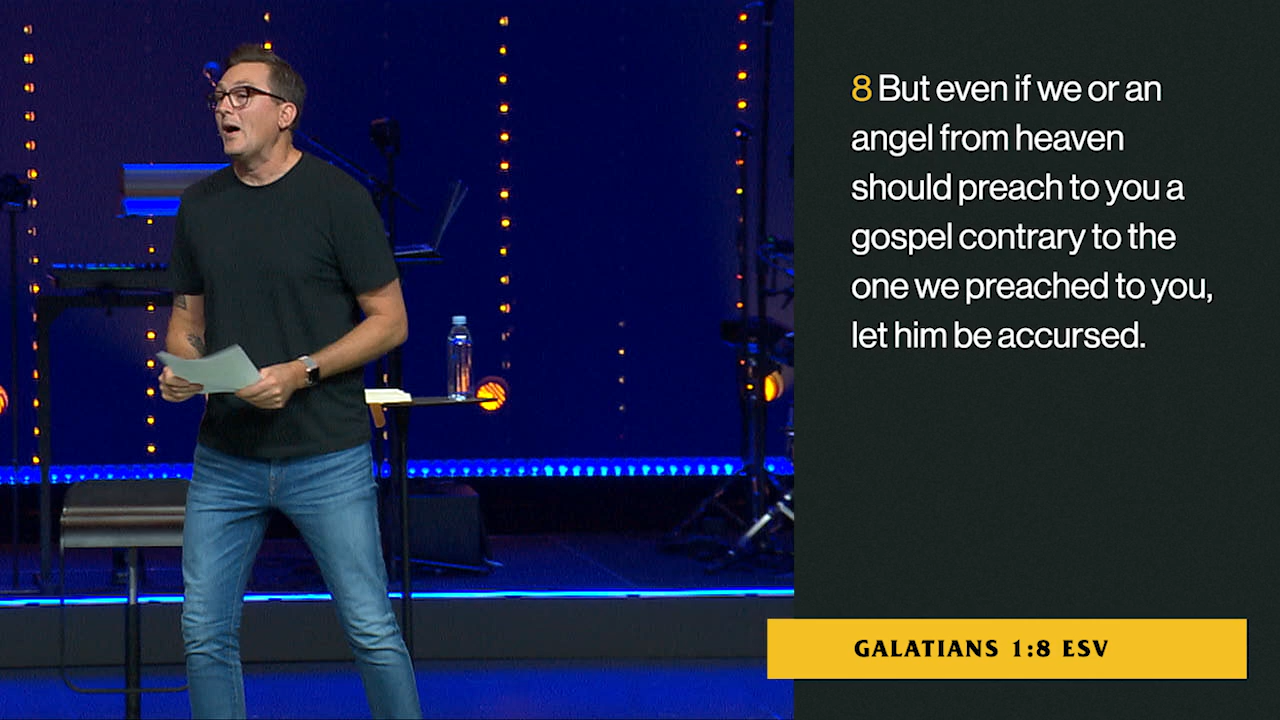 8 But even if we or an
angel from heaven
should preach to you a
gospel contrary to the
one we preached to you,
let him be accursed.
GALATIANS 1:8 ESV